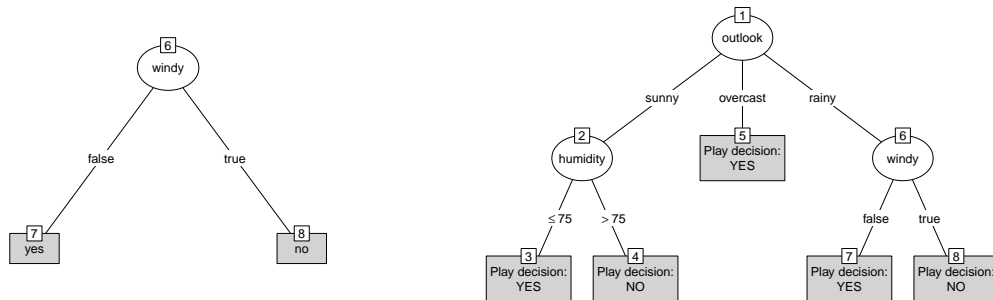 6
windy
false
true
7
yes
8
no
1
outlook
sunny
overcast
rainy
2
humidity
5
Play decision:
YES
6
windy
≤ 75
> 75
false
true
3
Play decision:
YES
4
Play decision:
NO
7
Play decision:
YES
8
Play decision:
NO